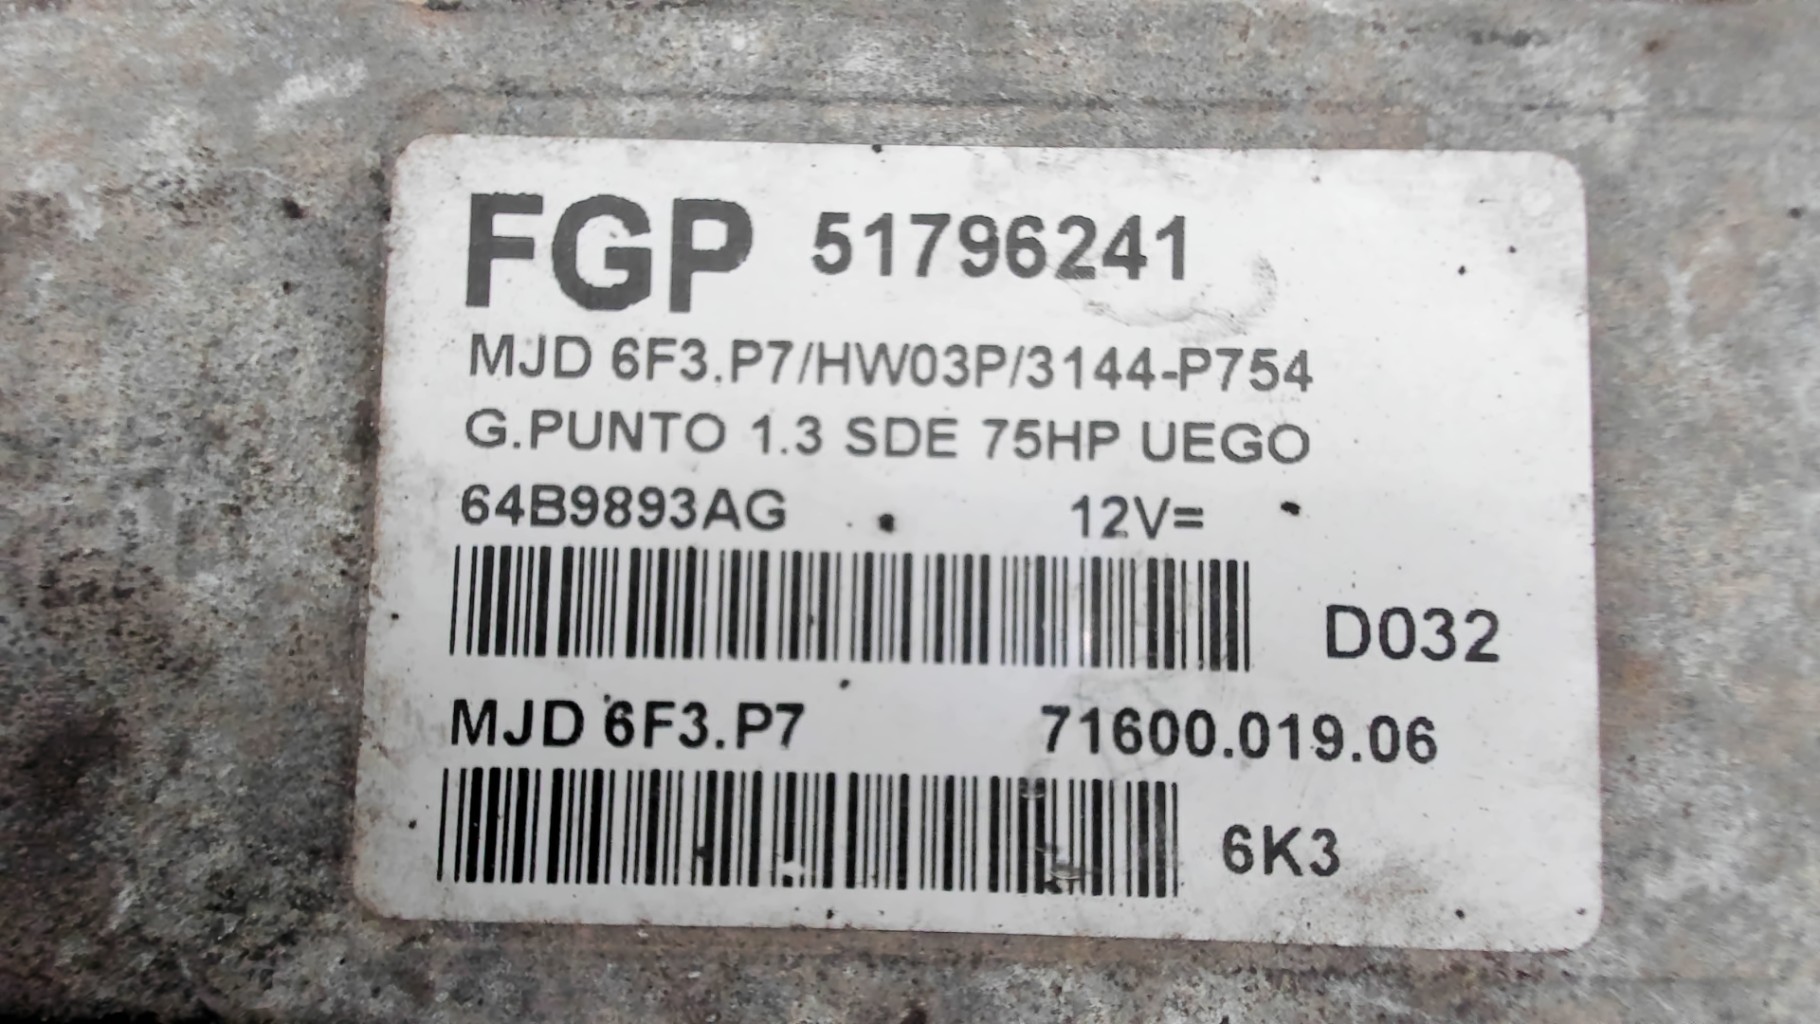 FGP 51796241
MJD 6F3.P7/HW03P/3144-P754
G.PUNTO 1.3 SDE 75HP UEGO
64B9893AG 12V=
D032
MJD 6F3.P7 71600.019.06
6K3